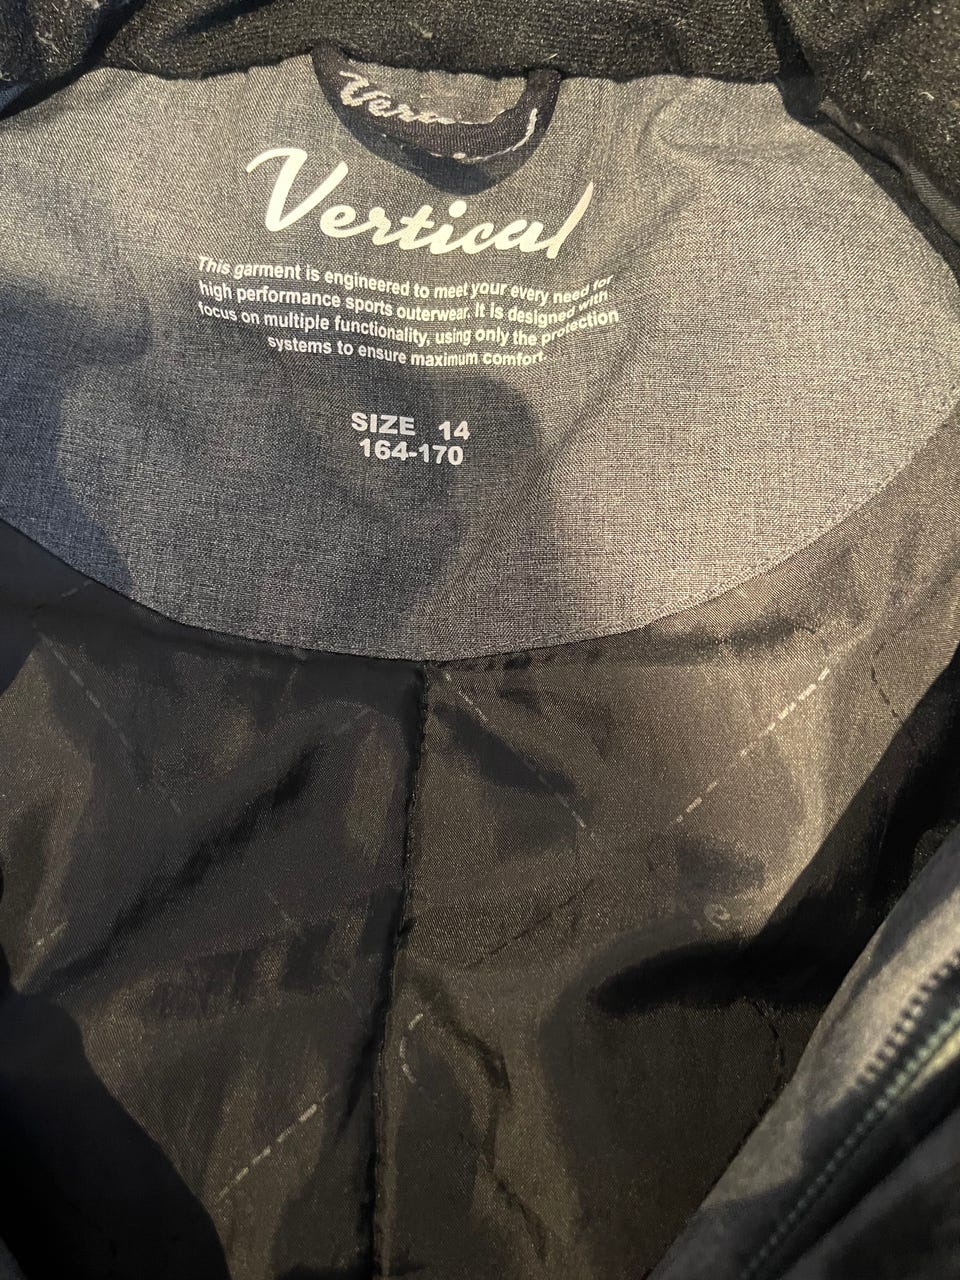 Vertical
This garment is engineered to meet your every need for
high performance sports outerwear. It is designed with
focus on multiple functionality, using only the protection
systems to ensure maximum comfort.
SIZE 14
164-170